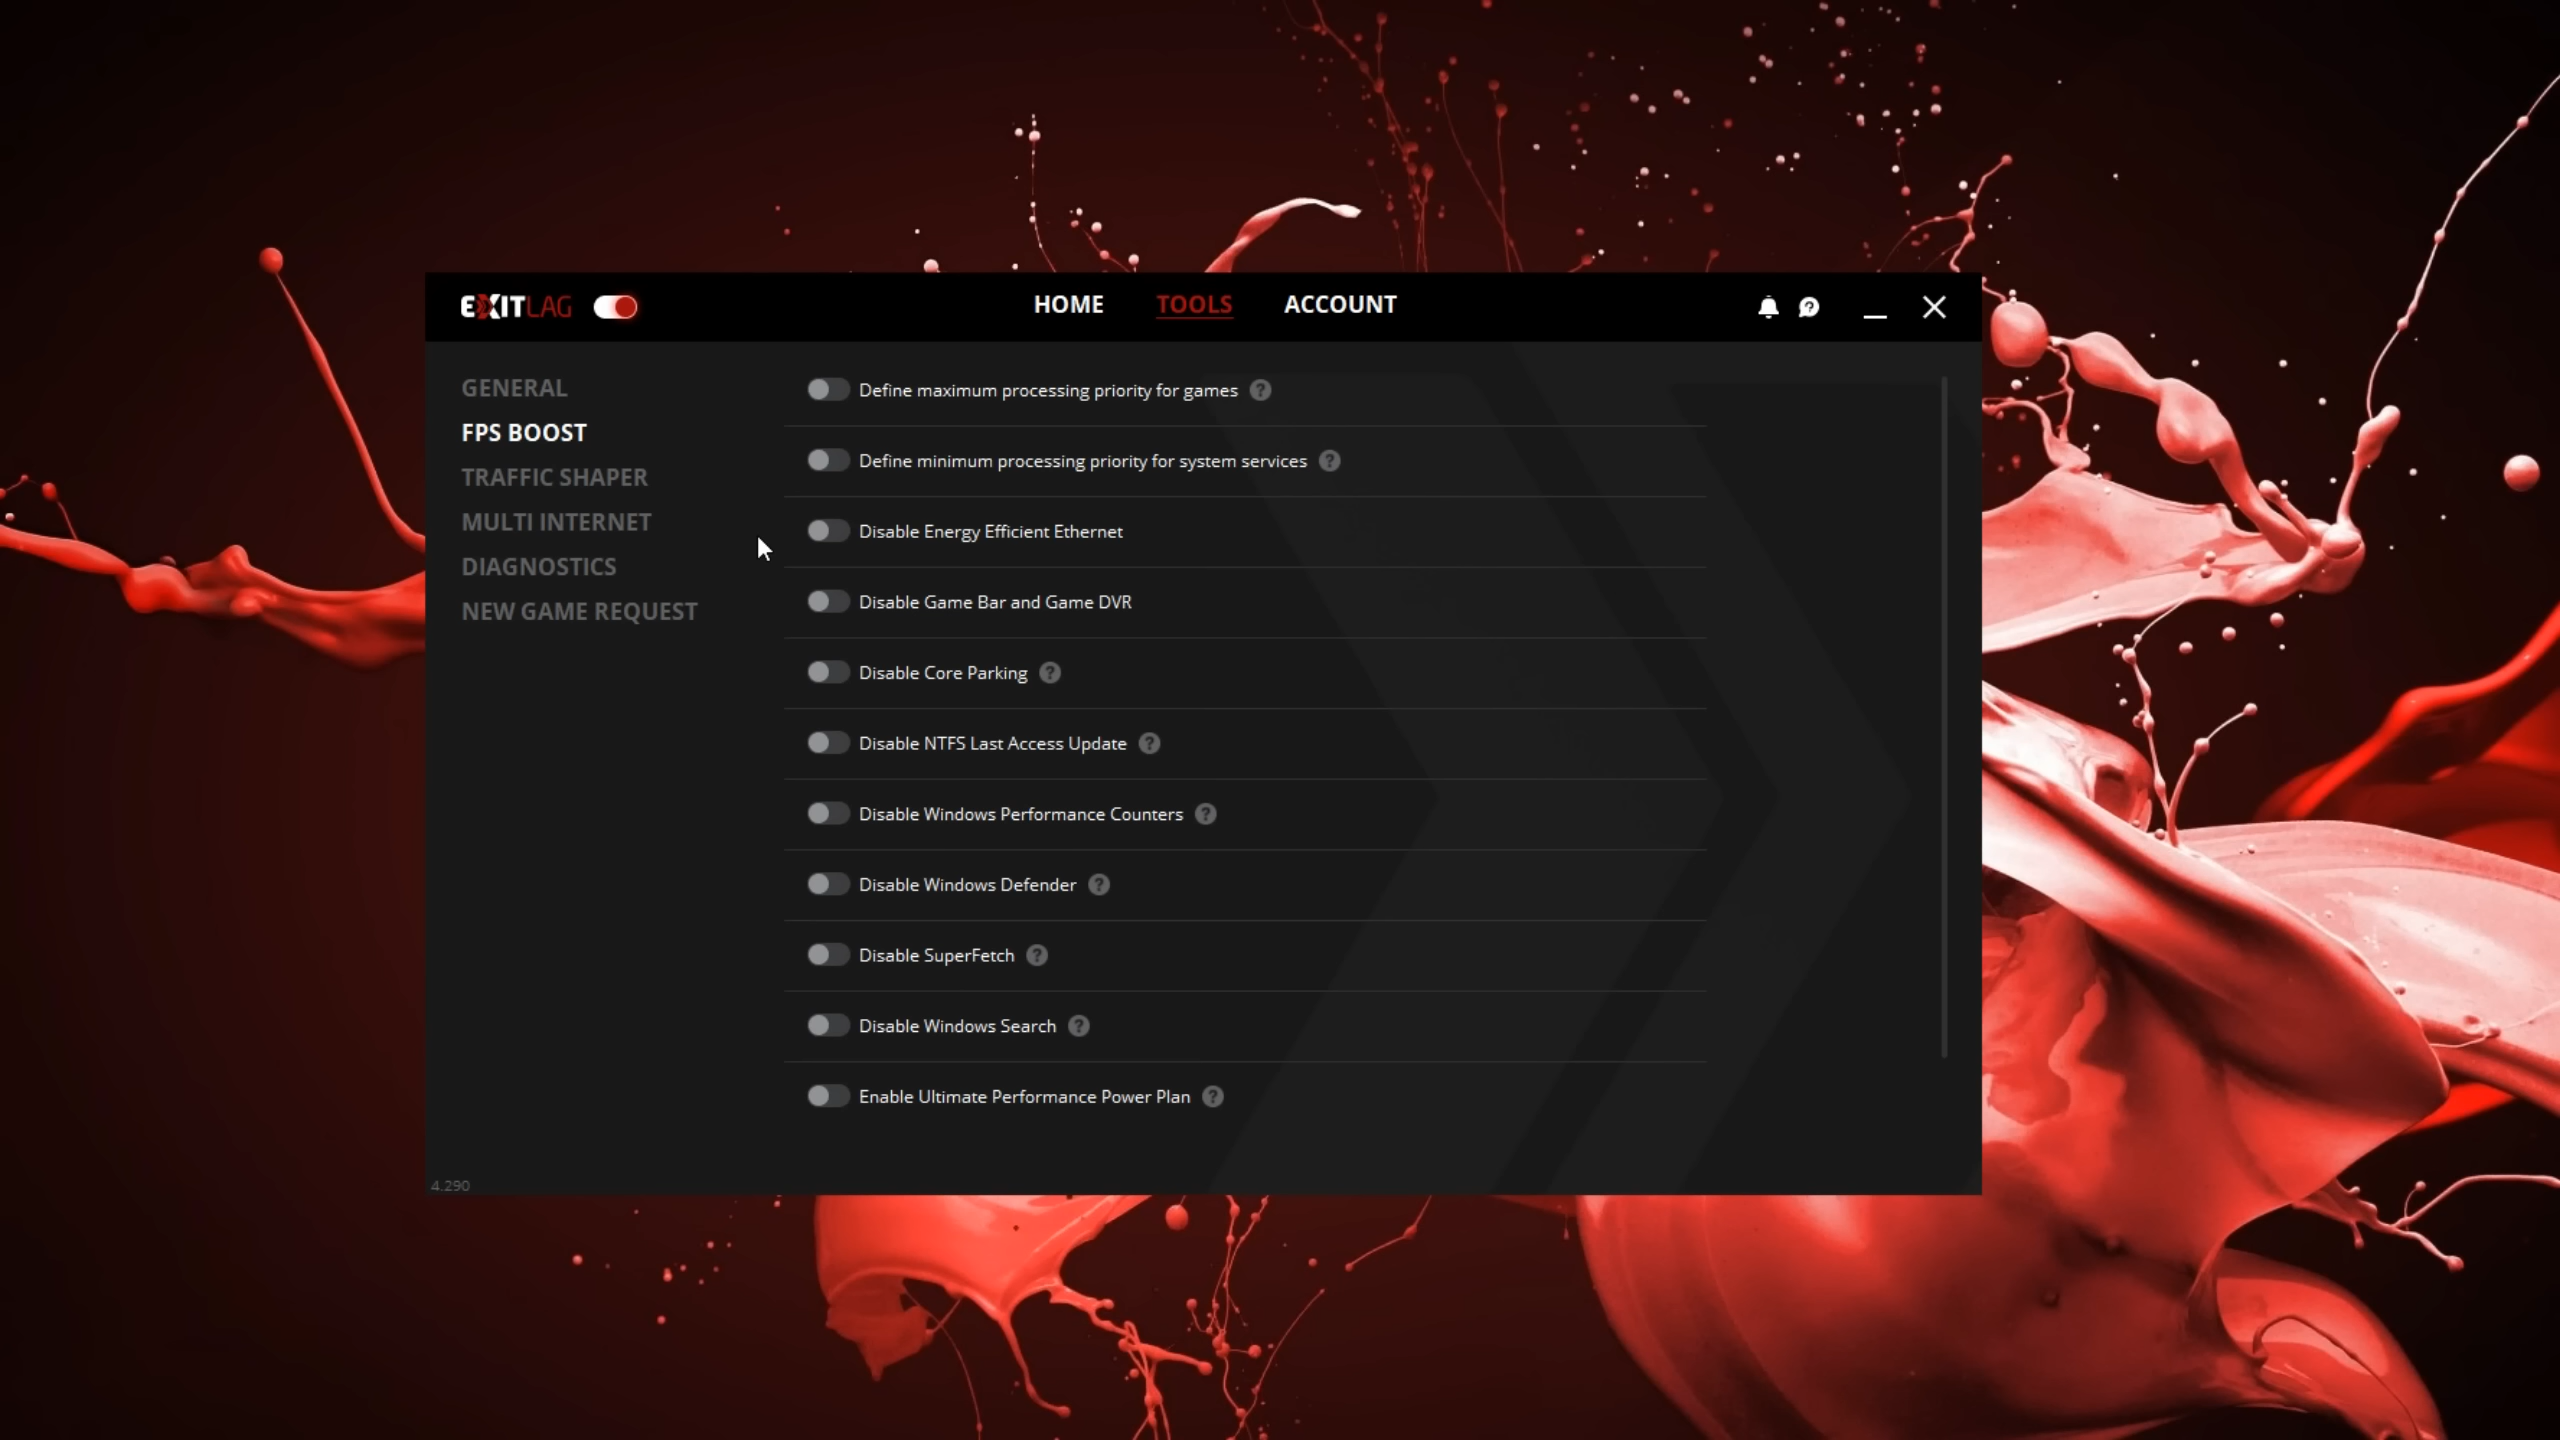 EXITLAG
HOME TOOLS ACCOUNT
GENERAL
FPS BOOST
TRAFFIC SHAPER
MULTI INTERNET
DIAGNOSTICS
NEW GAME REQUEST
Define maximum processing priority for games ?
Define minimum processing priority for system services ?
Disable Energy Efficient Ethernet
Disable Game Bar and Game DVR
Disable Core Parking ?
Disable NTFS Last Access Update ?
Disable Windows Performance Counters ?
Disable Windows Defender ?
Disable SuperFetch ?
Disable Windows Search ?
Enable Ultimate Performance Power Plan ?
4.290